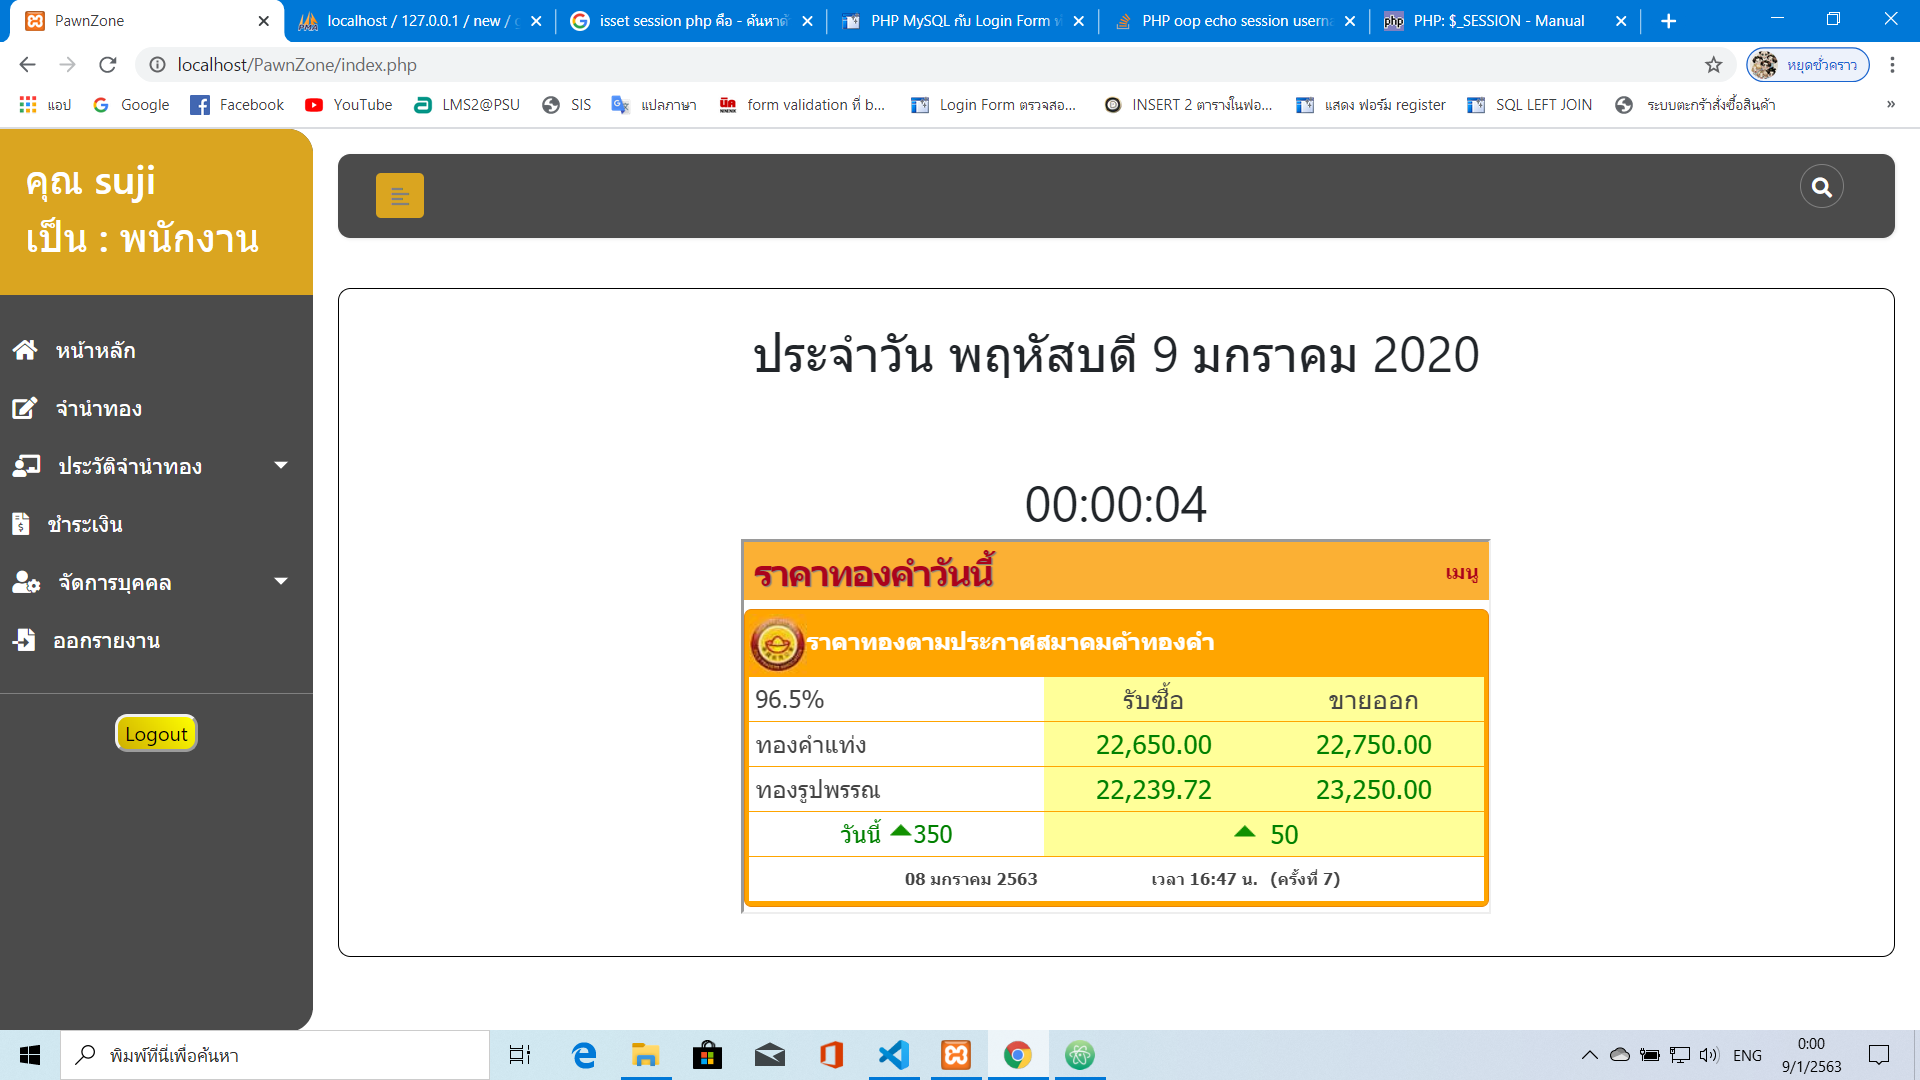 PawnZone
localhost / 127.0.0.1 / new /
isset session php คือ - ค้นหาด้
PHP MySQL กับ Login Form
PHP oop echo session userna
PHP: $_SESSION - Manual
localhost/PawnZone/index.php
หยุดชั่วคราว
แอป
Google
Facebook
YouTube
LMS2@PSU
SIS
แปลภาษา
form validation ที่ b...
Login Form ตรวจสอ...
INSERT 2 ตารางในฟอ...
แสดง ฟอร์ม register
SQL LEFT JOIN
ระบบตะกร้าสั่งซื้อสินค้า
»
คุณ suji
เป็น : พนักงาน
หน้าหลัก
จำนำทอง
ประวัติจำนำทอง
ชำระเงิน
จัดการบุคคล
ออกรายงาน
Logout
ประจำวัน พฤหัสบดี 9 มกราคม 2020
00:00:04
ราคาทองคำวันนี้ เมนู
ราคาทองตามประกาศสมาคมค้าทองคำ
96.5% รับซื้อ ขายออก
ทองคำแท่ง 22,650.00 22,750.00
ทองรูปพรรณ 22,239.72 23,250.00
วันนี้ 350 50
08 มกราคม 2563 เวลา 16:47 น. (ครั้งที่ 7)
พิมพ์ที่นี่เพื่อค้นหา
ENG
0:00
9/1/2563